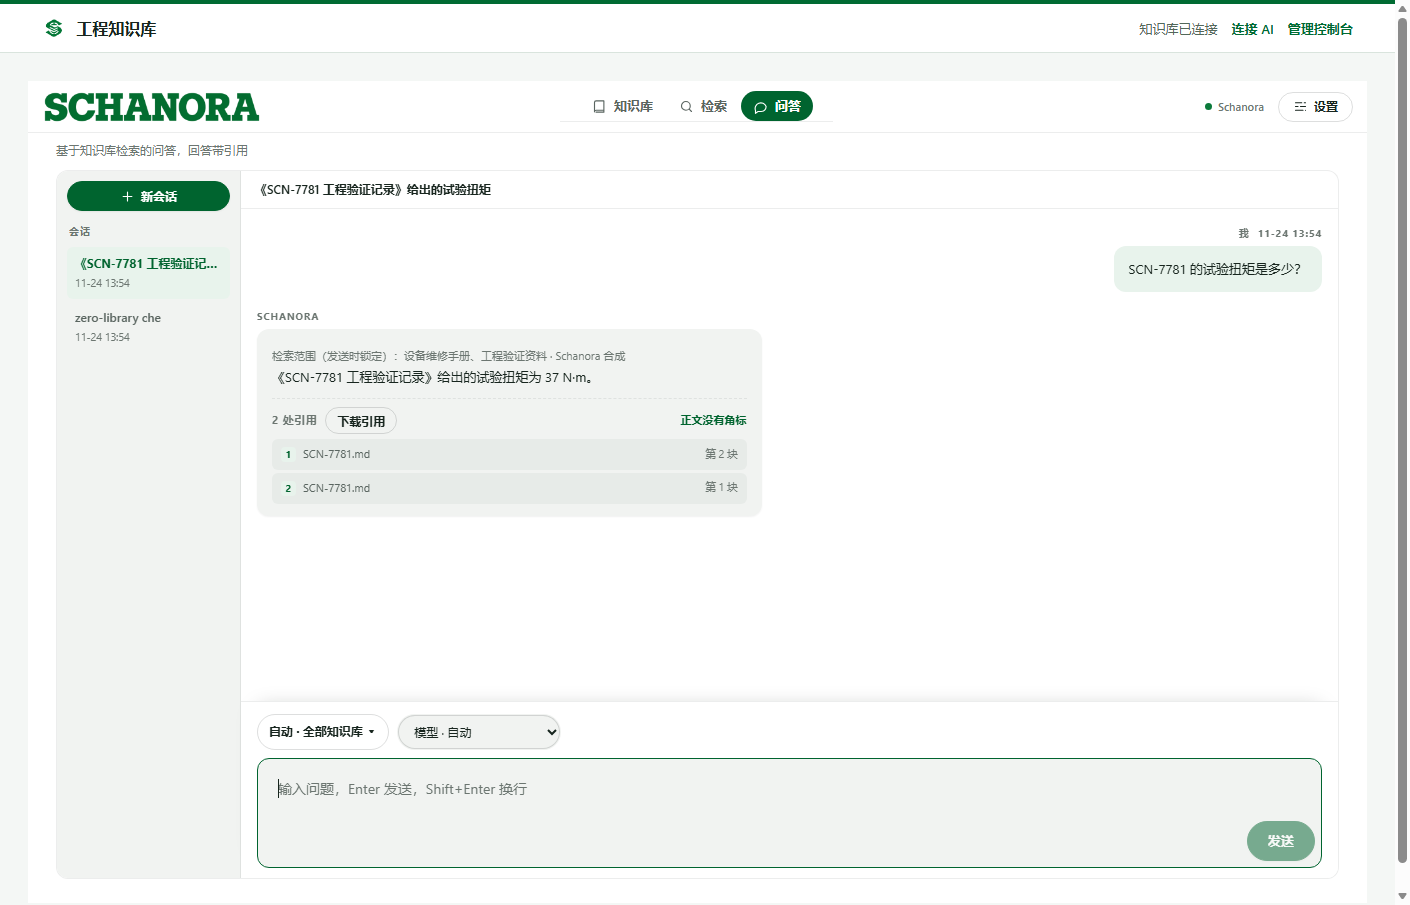 工程知识库
知识库已连接 连接 AI 管理控制台
SCHANORA
知识库 检索 问答
Schanora 设置
基于知识库检索的问答，回答带引用
＋ 新会话
会话
《SCN-7781 工程验证记...
11-24 13:54
zero-library che
11-24 13:54
《SCN-7781 工程验证记录》给出的试验扭矩
我 11-24 13:54
SCN-7781 的试验扭矩是多少？
SCHANORA
检索范围（发送时锁定）：设备维修手册、工程验证资料 · Schanora 合成
《SCN-7781 工程验证记录》给出的试验扭矩为 37 N·m。
2 处引用 下载引用 正文没有角标
1 SCN-7781.md 第 2 块
2 SCN-7781.md 第 1 块
自动 · 全部知识库 模型 · 自动
输入问题，Enter 发送，Shift+Enter 换行
发送